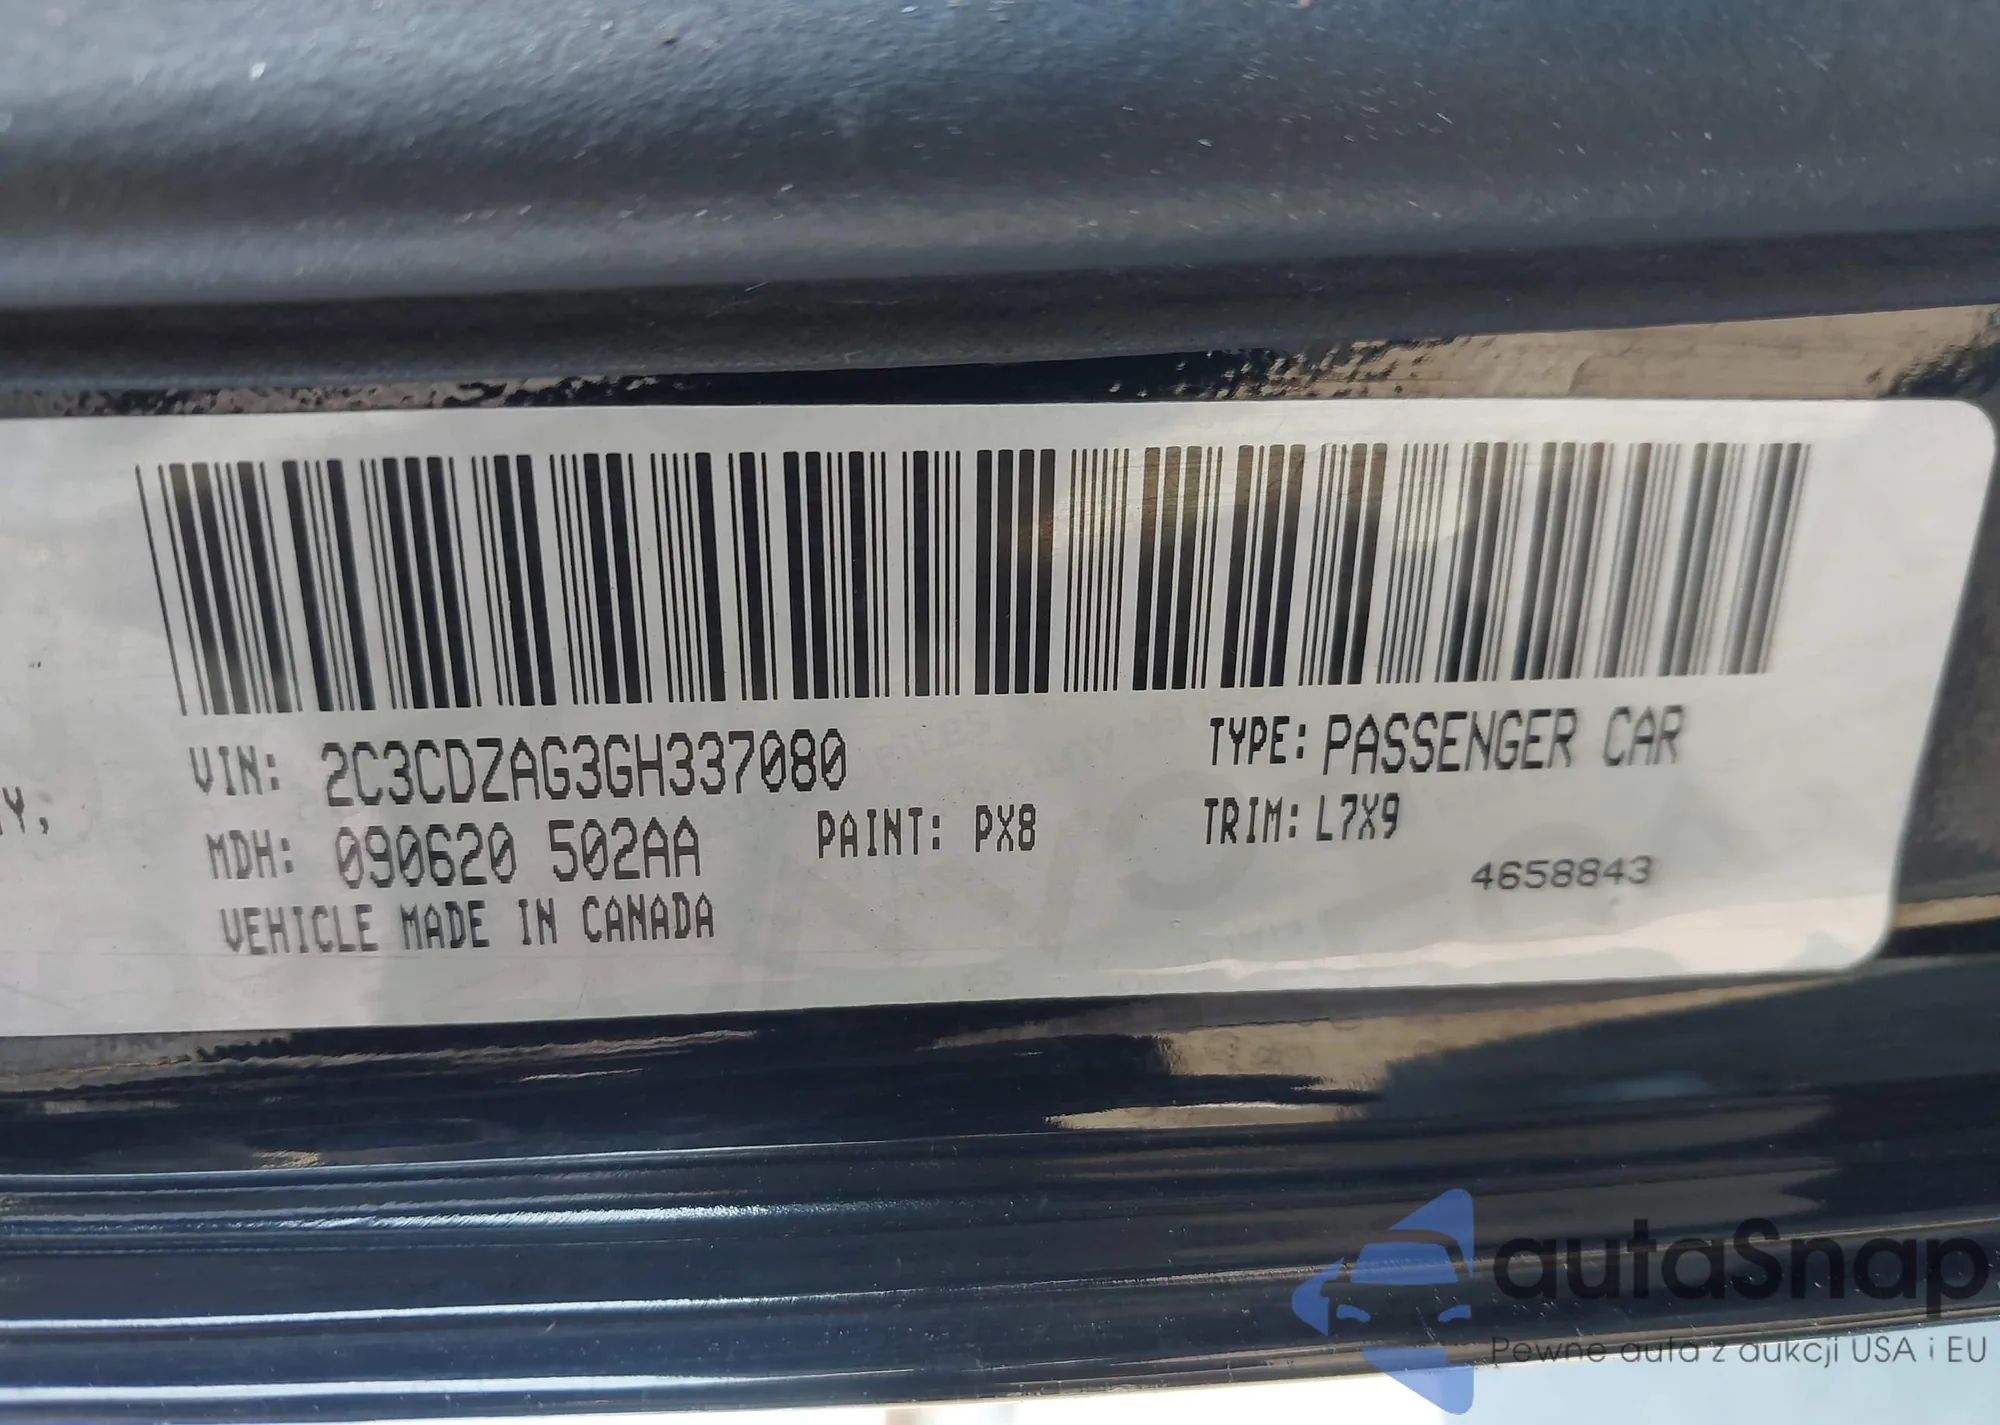 VIN: 2C3CDZAG3GH337080
TYPE: PASSENGER CAR
Y,
MDH: 090620 502AA
PAINT: PX8
TRIM: L7X9
4658843
VEHICLE MADE IN CANADA
autaSnap
Pewne auta z aukcji USA i EU